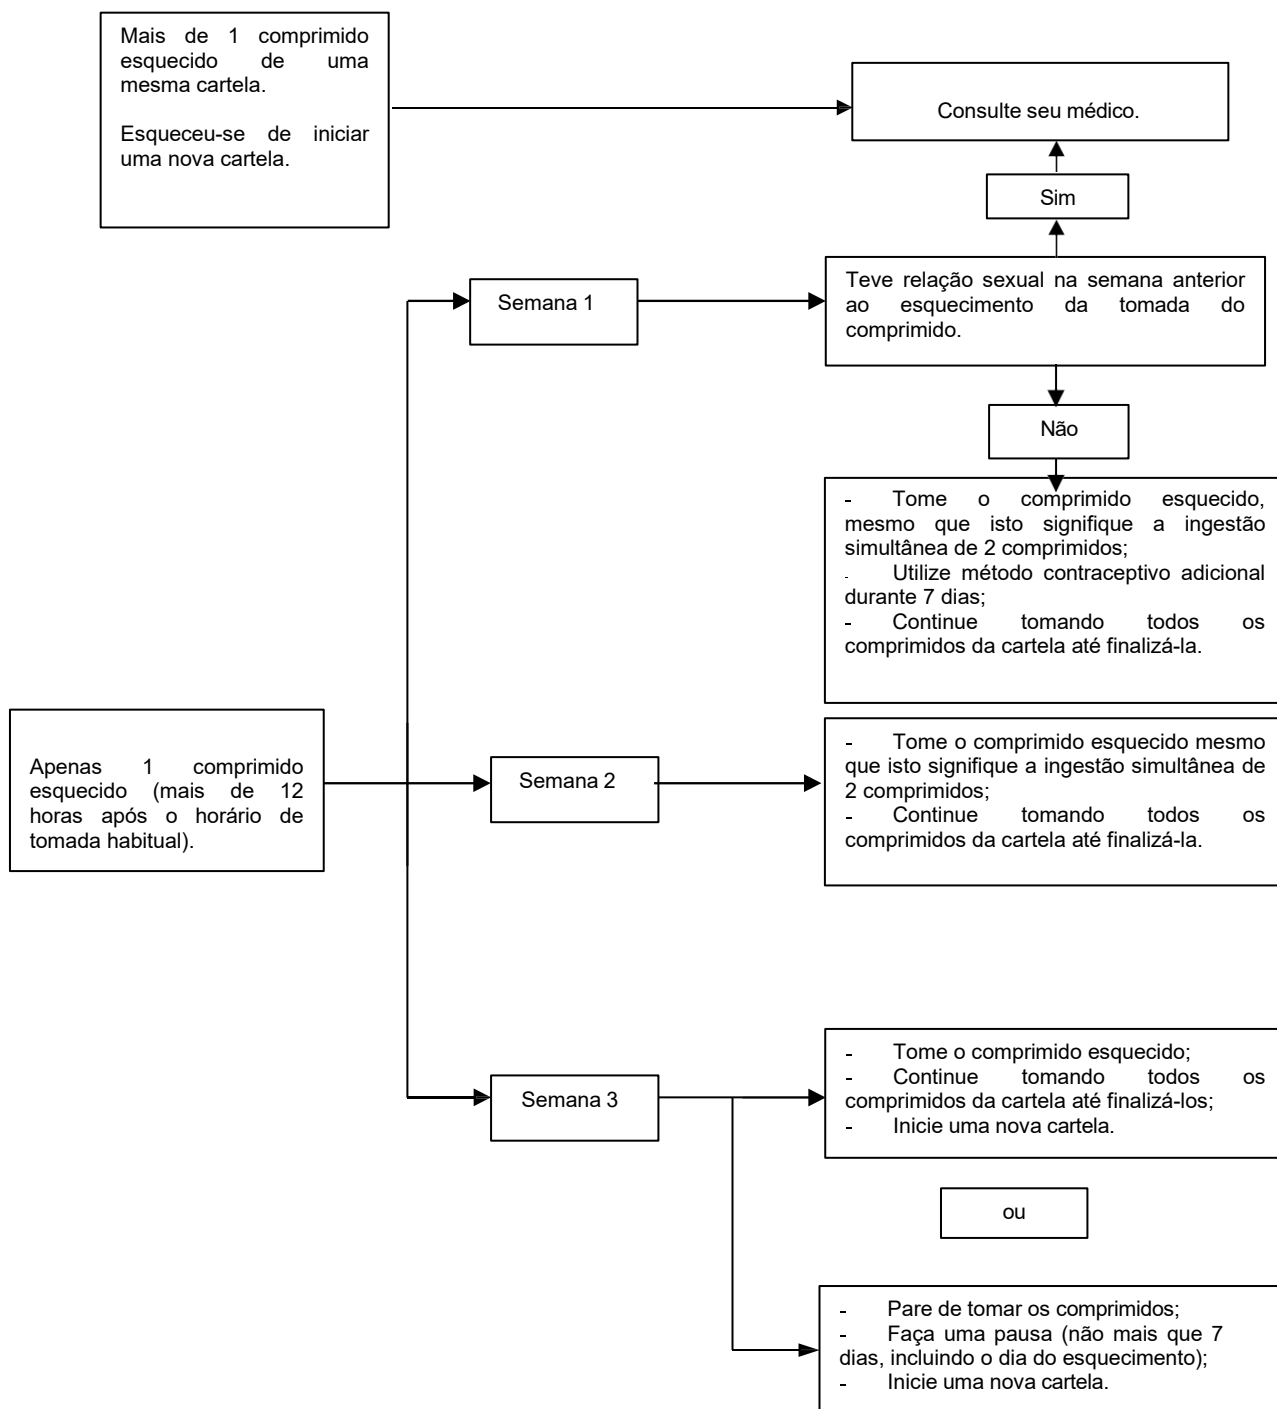 Mais de 1 comprimido
esquecido de uma
mesma cartela.
Esqueceu-se de iniciar
uma nova cartela.
Consulte seu médico.
Sim
Semana 1
Teve relação sexual na semana anterior
ao esquecimento da tomada do
comprimido.
Não
- Tome o comprimido esquecido,
mesmo que isto signifique a ingestão
simultânea de 2 comprimidos;
- Utilize método contraceptivo adicional
durante 7 dias;
- Continue tomando todos os
comprimidos da cartela até finalizá-la.
Apenas 1 comprimido
esquecido (mais de 12
horas após o horário de
tomada habitual).
Semana 2
- Tome o comprimido esquecido mesmo
que isto signifique a ingestão simultânea de
2 comprimidos;
- Continue tomando todos os
comprimidos da cartela até finalizá-la.
Semana 3
- Tome o comprimido esquecido;
- Continue tomando todos os
comprimidos da cartela até finalizá-los;
- Inicie uma nova cartela.
ou
- Pare de tomar os comprimidos;
- Faça uma pausa (não mais que 7
dias, incluindo o dia do esquecimento);
- Inicie uma nova cartela.